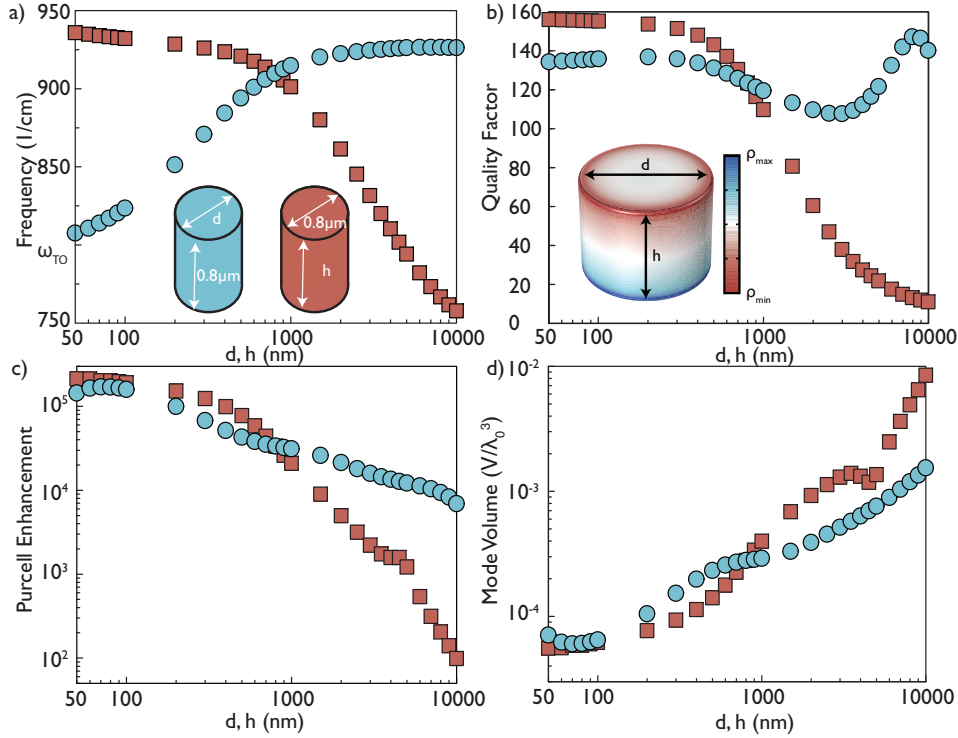 a)
950
900
850
ω_TO
750
Frequency (1/cm)
d
0.8μm
0.8μm
h
50 100 1000 10000
d, h (nm)
b)
160
140
120
100
80
60
40
20
0
Quality Factor
d
h
ρ_max
ρ_min
50 100 1000 10000
d, h (nm)
c)
10^5
10^4
10^3
10^2
Purcell Enhancement
50 100 1000 10000
d, h (nm)
d)
10^-2
10^-3
10^-4
Mode Volume (V/λ_0^3)
50 100 1000 10000
d, h (nm)